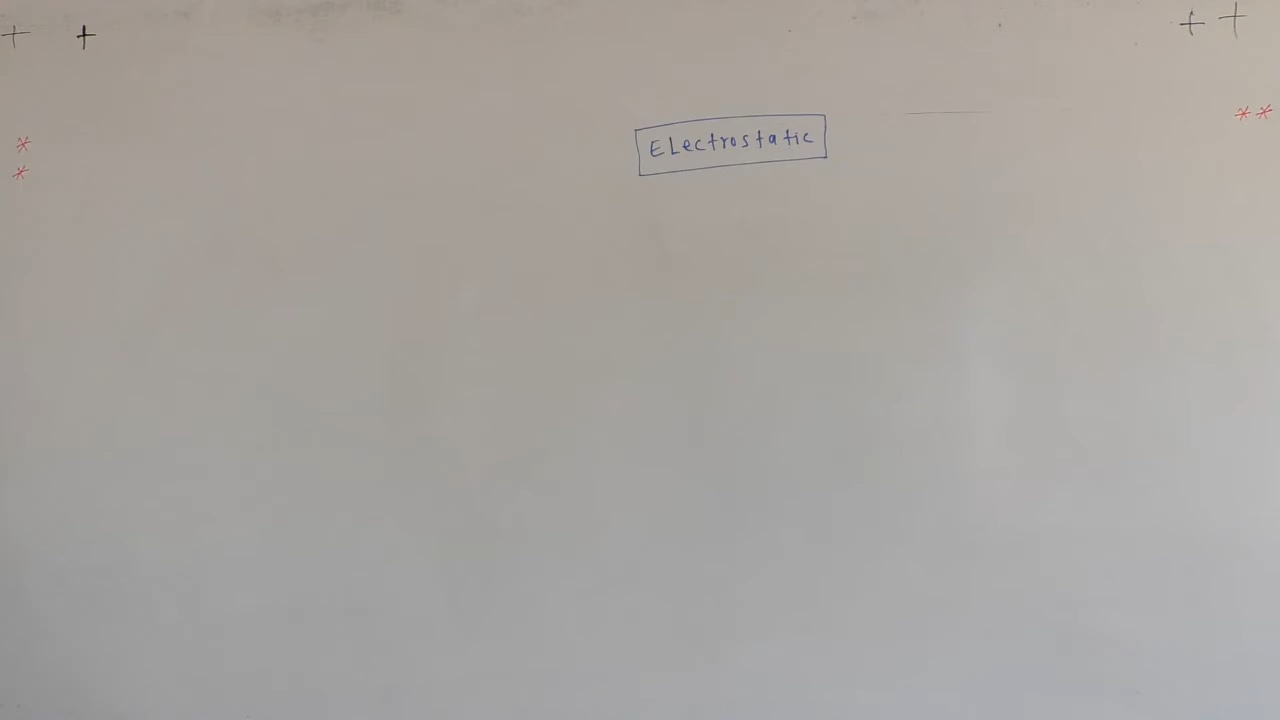 + + + +
* * *
ELectrostatic
*